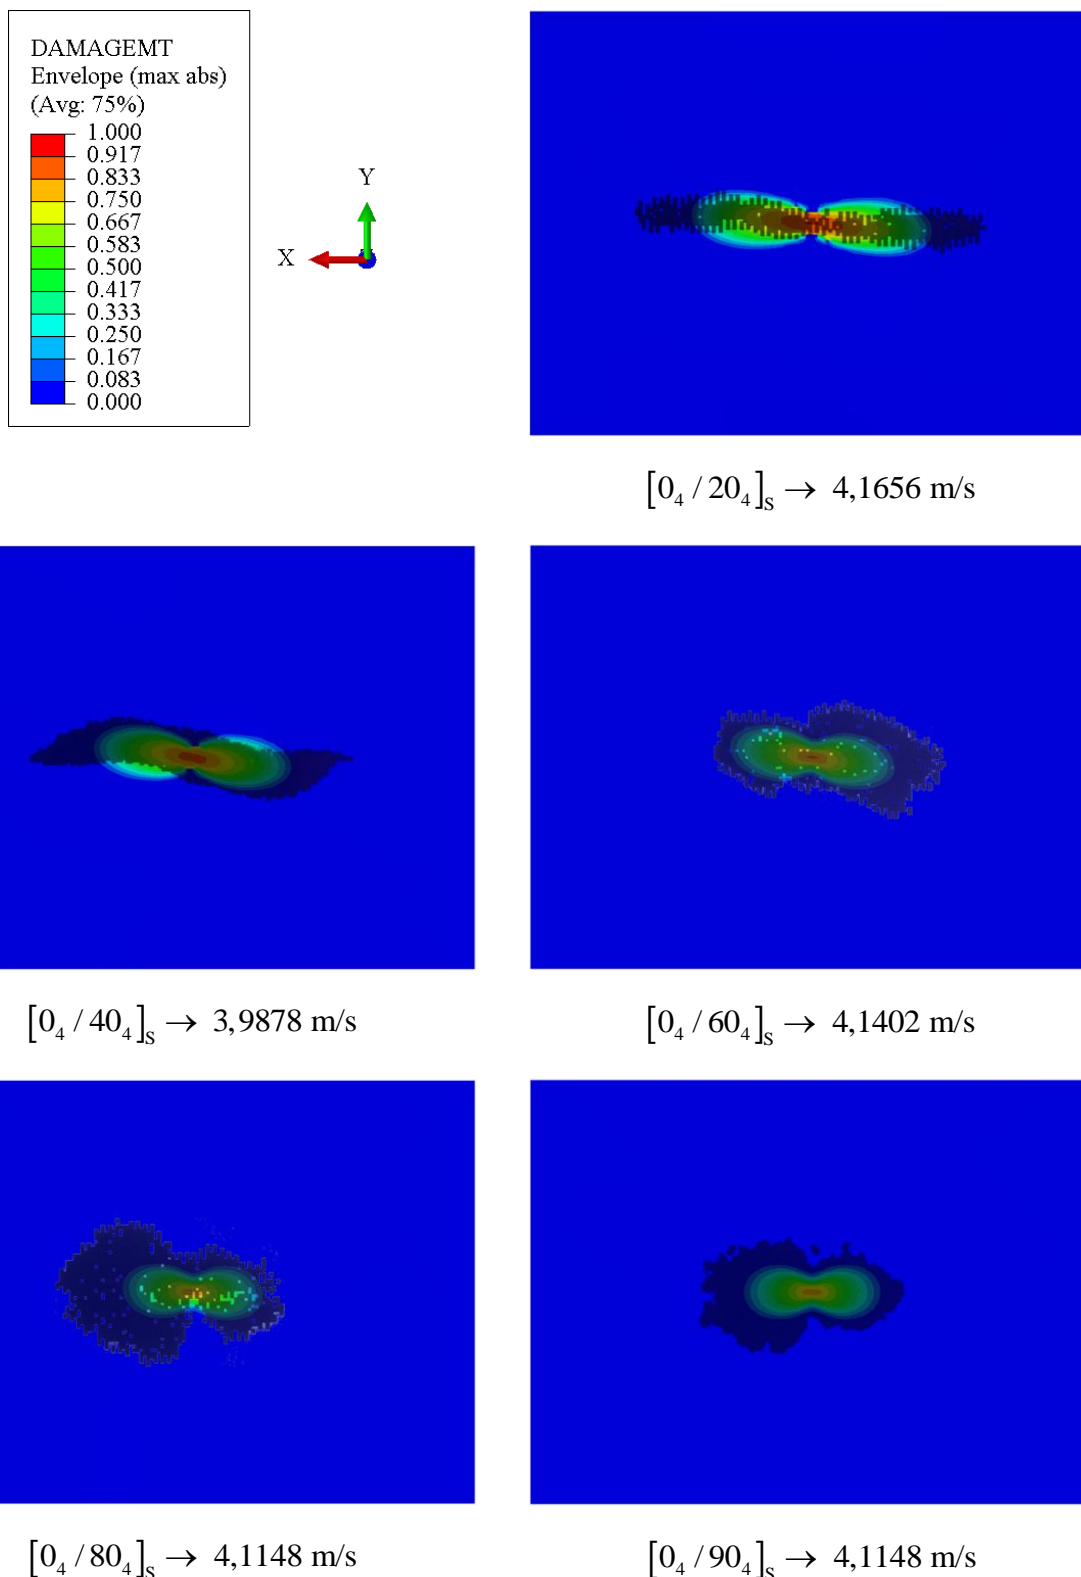 DAMAGEMT
Envelope (max abs)
(Avg: 75%)
1.000
0.917
0.833
0.750
0.667
0.583
0.500
0.417
0.333
0.250
0.167
0.083
0.000
Y
X
[0₄ / 20₄]ₛ → 4,1656 m/s
[0₄ / 40₄]ₛ → 3,9878 m/s
[0₄ / 60₄]ₛ → 4,1402 m/s
[0₄ / 80₄]ₛ → 4,1148 m/s
[0₄ / 90₄]ₛ → 4,1148 m/s